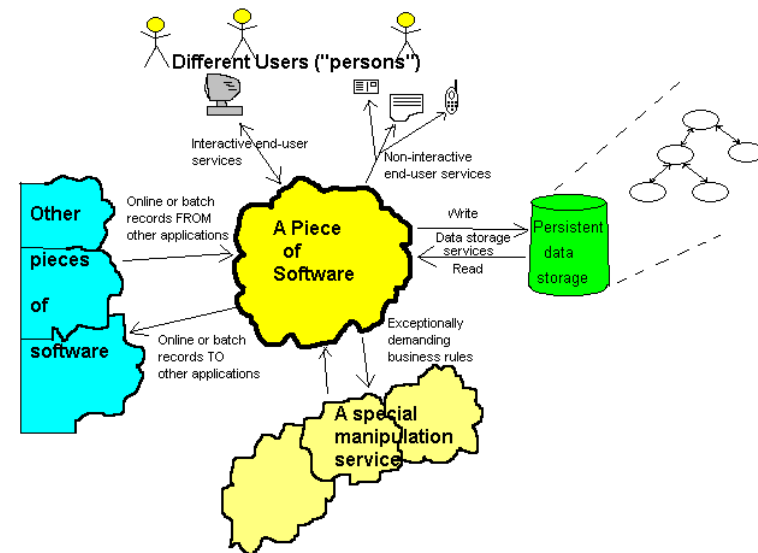 Different Users ("persons")
Interactive end-user
services
Non-interactive
end-user services
Other
pieces
of
software
Online or batch
records FROM
other applications
A Piece
of
Software
Write
Data storage
services
Read
Persistent
data
storage
Online or batch
records TO
other applications
Exceptionally
demanding
business rules
A special
manipulation
service